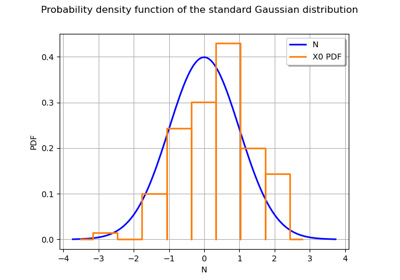 Probability density function of the standard Gaussian distribution
N
X0 PDF
PDF
0.4
0.3
0.2
0.1
0.0
−4 −3 −2 −1 0 1 2 3 4
N